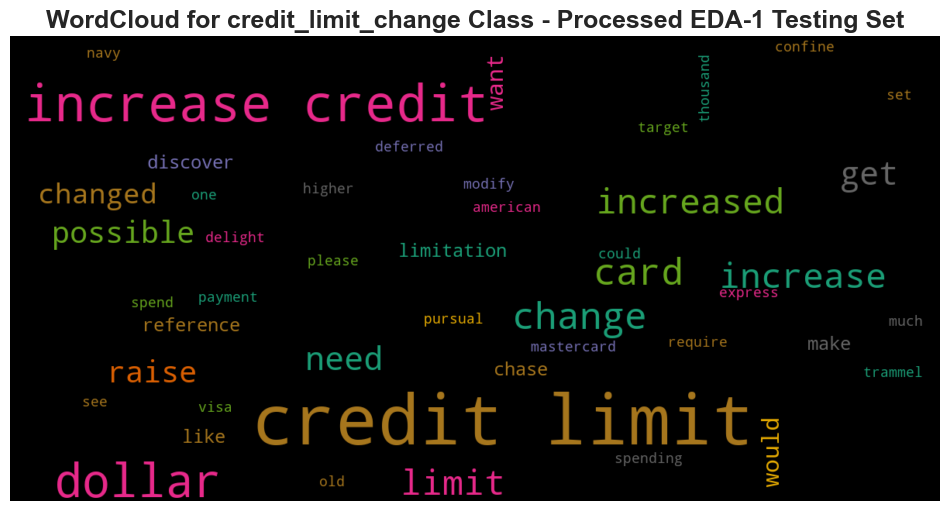 WordCloud for credit_limit_change Class - Processed EDA-1 Testing Set
navy
confine
increase credit
want
thousand
set
target
deferred
discover
get
higher
modify
changed
one
american
increased
possible
delight
limitation
could
please
card
increase
express
spend
payment
reference
pursual
change
much
mastercard
require
make
need
raise
chase
trammel
see
visa
credit limit
like
would
spending
dollar
old
limit